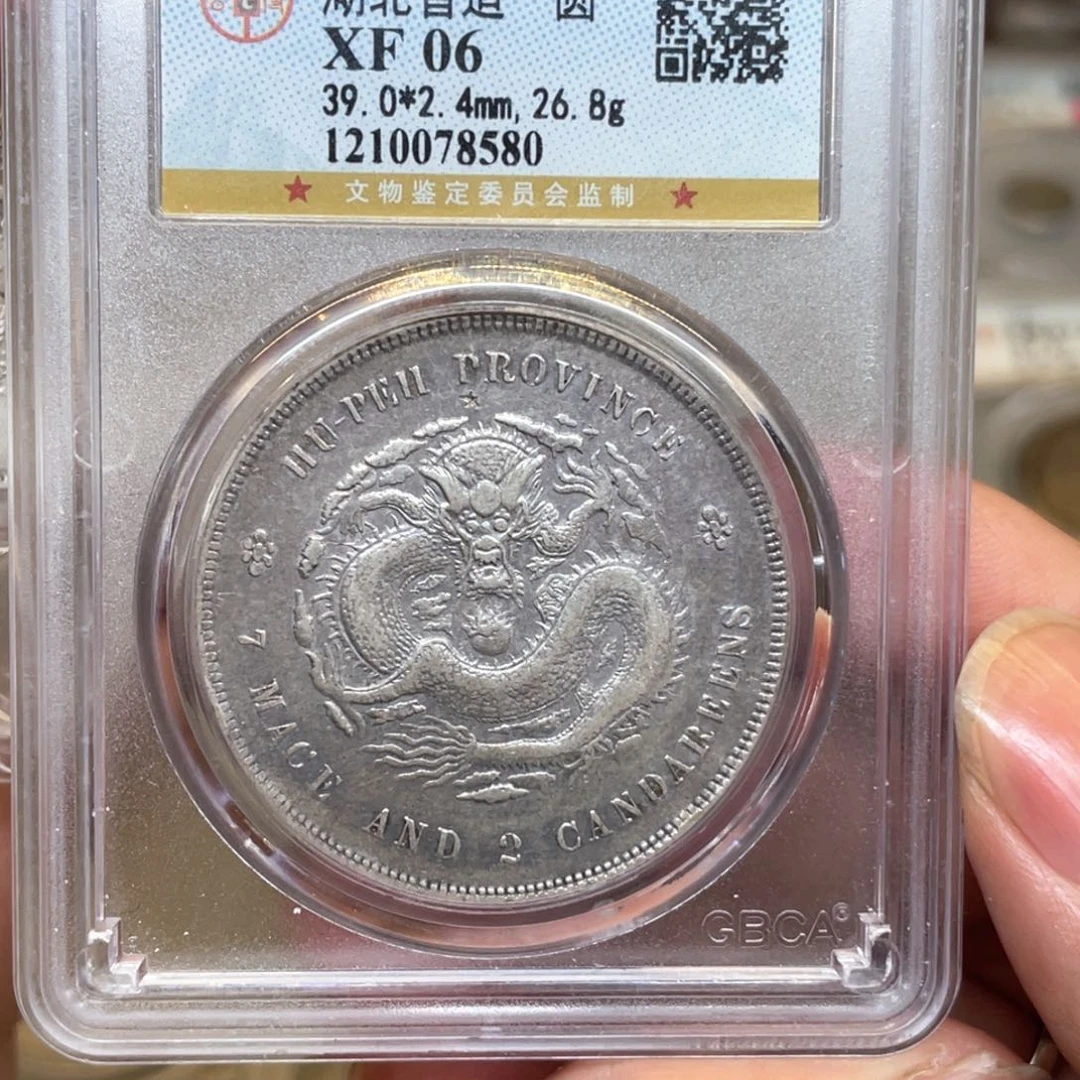 湖北省造 一圆
XF 06
39.0*2.4mm, 26.8g
1210078580
文物鉴定委员会监制
HU-PEH PROVINCE
7 MACE AND 2 CANDAREENS
GBCA